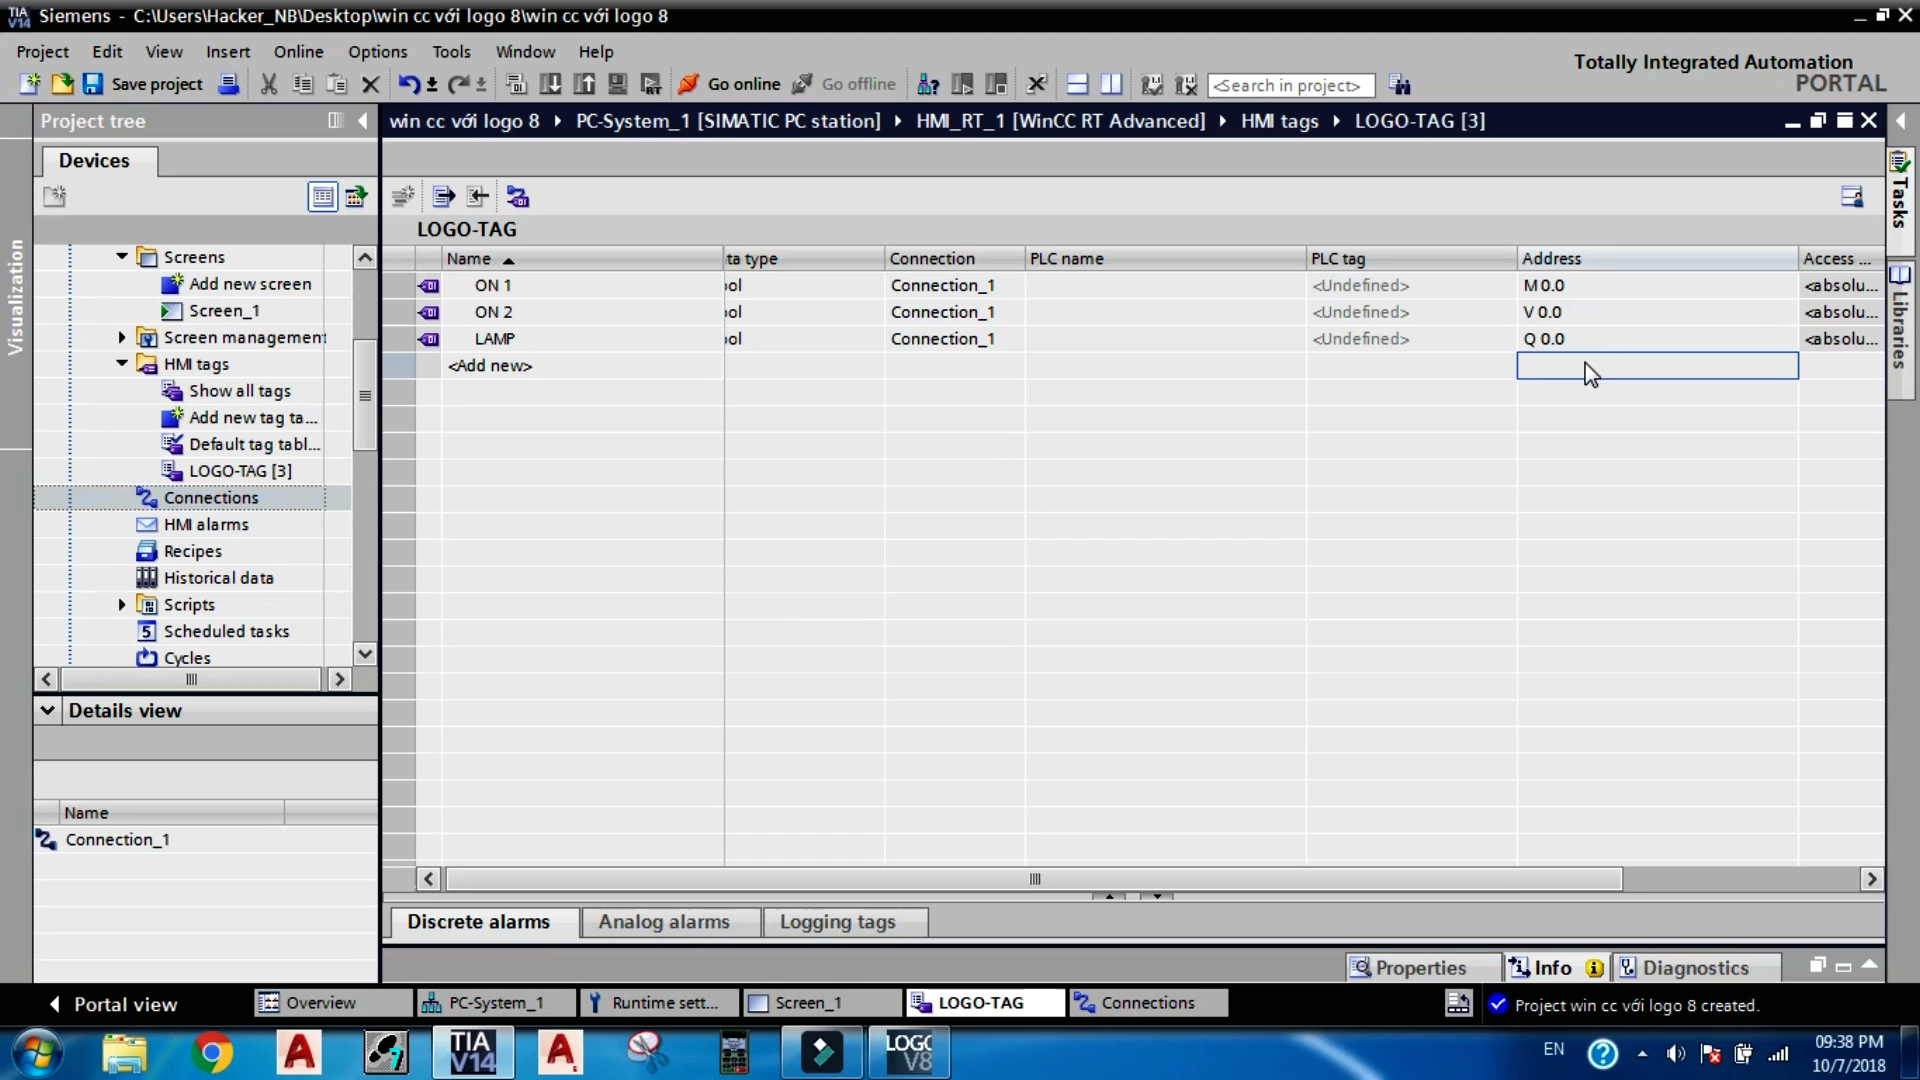 TIA V14 Siemens - C:\Users\Hacker_NB\Desktop\win cc với logo 8\win cc với logo 8
Project Edit View Insert Online Options Tools Window Help
Totally Integrated Automation
PORTAL
Save project Go online Go offline <Search in project>
Project tree
win cc với logo 8 PC-System_1 [SIMATIC PC station] HMI_RT_1 [WinCC RT Advanced] HMI tags LOGO-TAG [3]
Devices
Tasks
Libraries
Visualization
LOGO-TAG
Name ta type Connection PLC name PLC tag Address Access ...
ON 1 ool Connection_1 <Undefined> M 0.0 <absolu...
ON 2 ool Connection_1 <Undefined> V 0.0 <absolu...
LAMP ool Connection_1 <Undefined> Q 0.0 <absolu...
<Add new>
Screens
Add new screen
Screen_1
Screen management
HMI tags
Show all tags
Add new tag ta...
Default tag tabl...
LOGO-TAG [3]
Connections
HMI alarms
Recipes
Historical data
Scripts
Scheduled tasks
Cycles
Details view
Name
Connection_1
Discrete alarms Analog alarms Logging tags
Properties Info Diagnostics
Portal view Overview PC-System_1 Runtime sett... Screen_1 LOGO-TAG Connections Project win cc với logo 8 created.
TIA V14 LOGO V8 EN 09:38 PM
10/7/2018